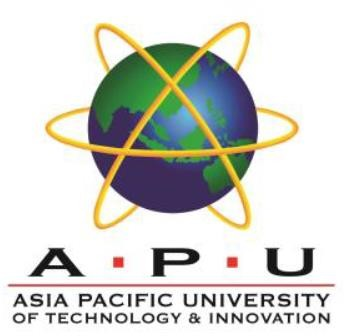 A·P·U
ASIA PACIFIC UNIVERSITY
OF TECHNOLOGY & INNOVATION